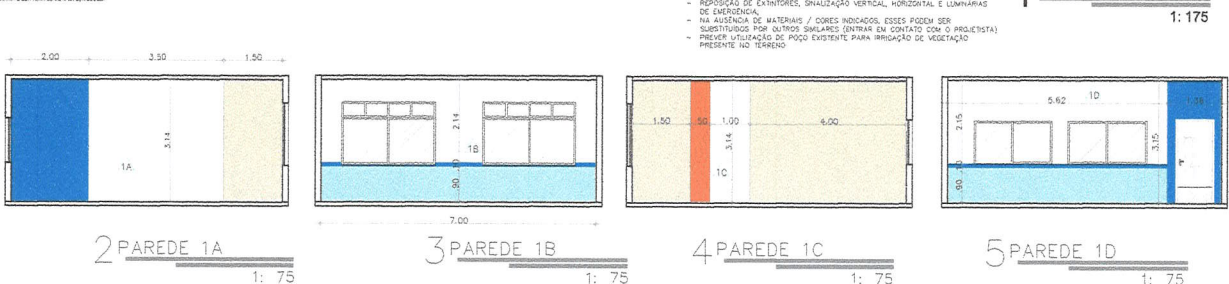 - REPOSIÇÃO DE EXTINTORES, SINALIZAÇÃO VERTICAL, HORIZONTAL E LUMINÁRIAS
DE EMERGÊNCIA;
- NA AUSÊNCIA DE MATERIAIS / CORES INDICADOS, ESSES PODEM SER
SUBSTITUIDOS POR OUTROS SIMILARES (ENTRAR EM CONTATO COM O PROJETISTA)
- PREVER UTILIZAÇÃO DE POÇO EXISTENTE PARA IRRIGAÇÃO DE VEGETAÇÃO
PRESENTE NO TERRENO
1: 175
2.00 3.50 1.50
3.14
1A
2 PAREDE 1A
1: 75
2.14
1B
.90 .10
7.00
3 PAREDE 1B
1: 75
1.50 .50 1.00 4.00
3.14
1C
4 PAREDE 1C
1: 75
5.62 1D
2.15
3.15
.90 .10
5 PAREDE 1D
1: 75